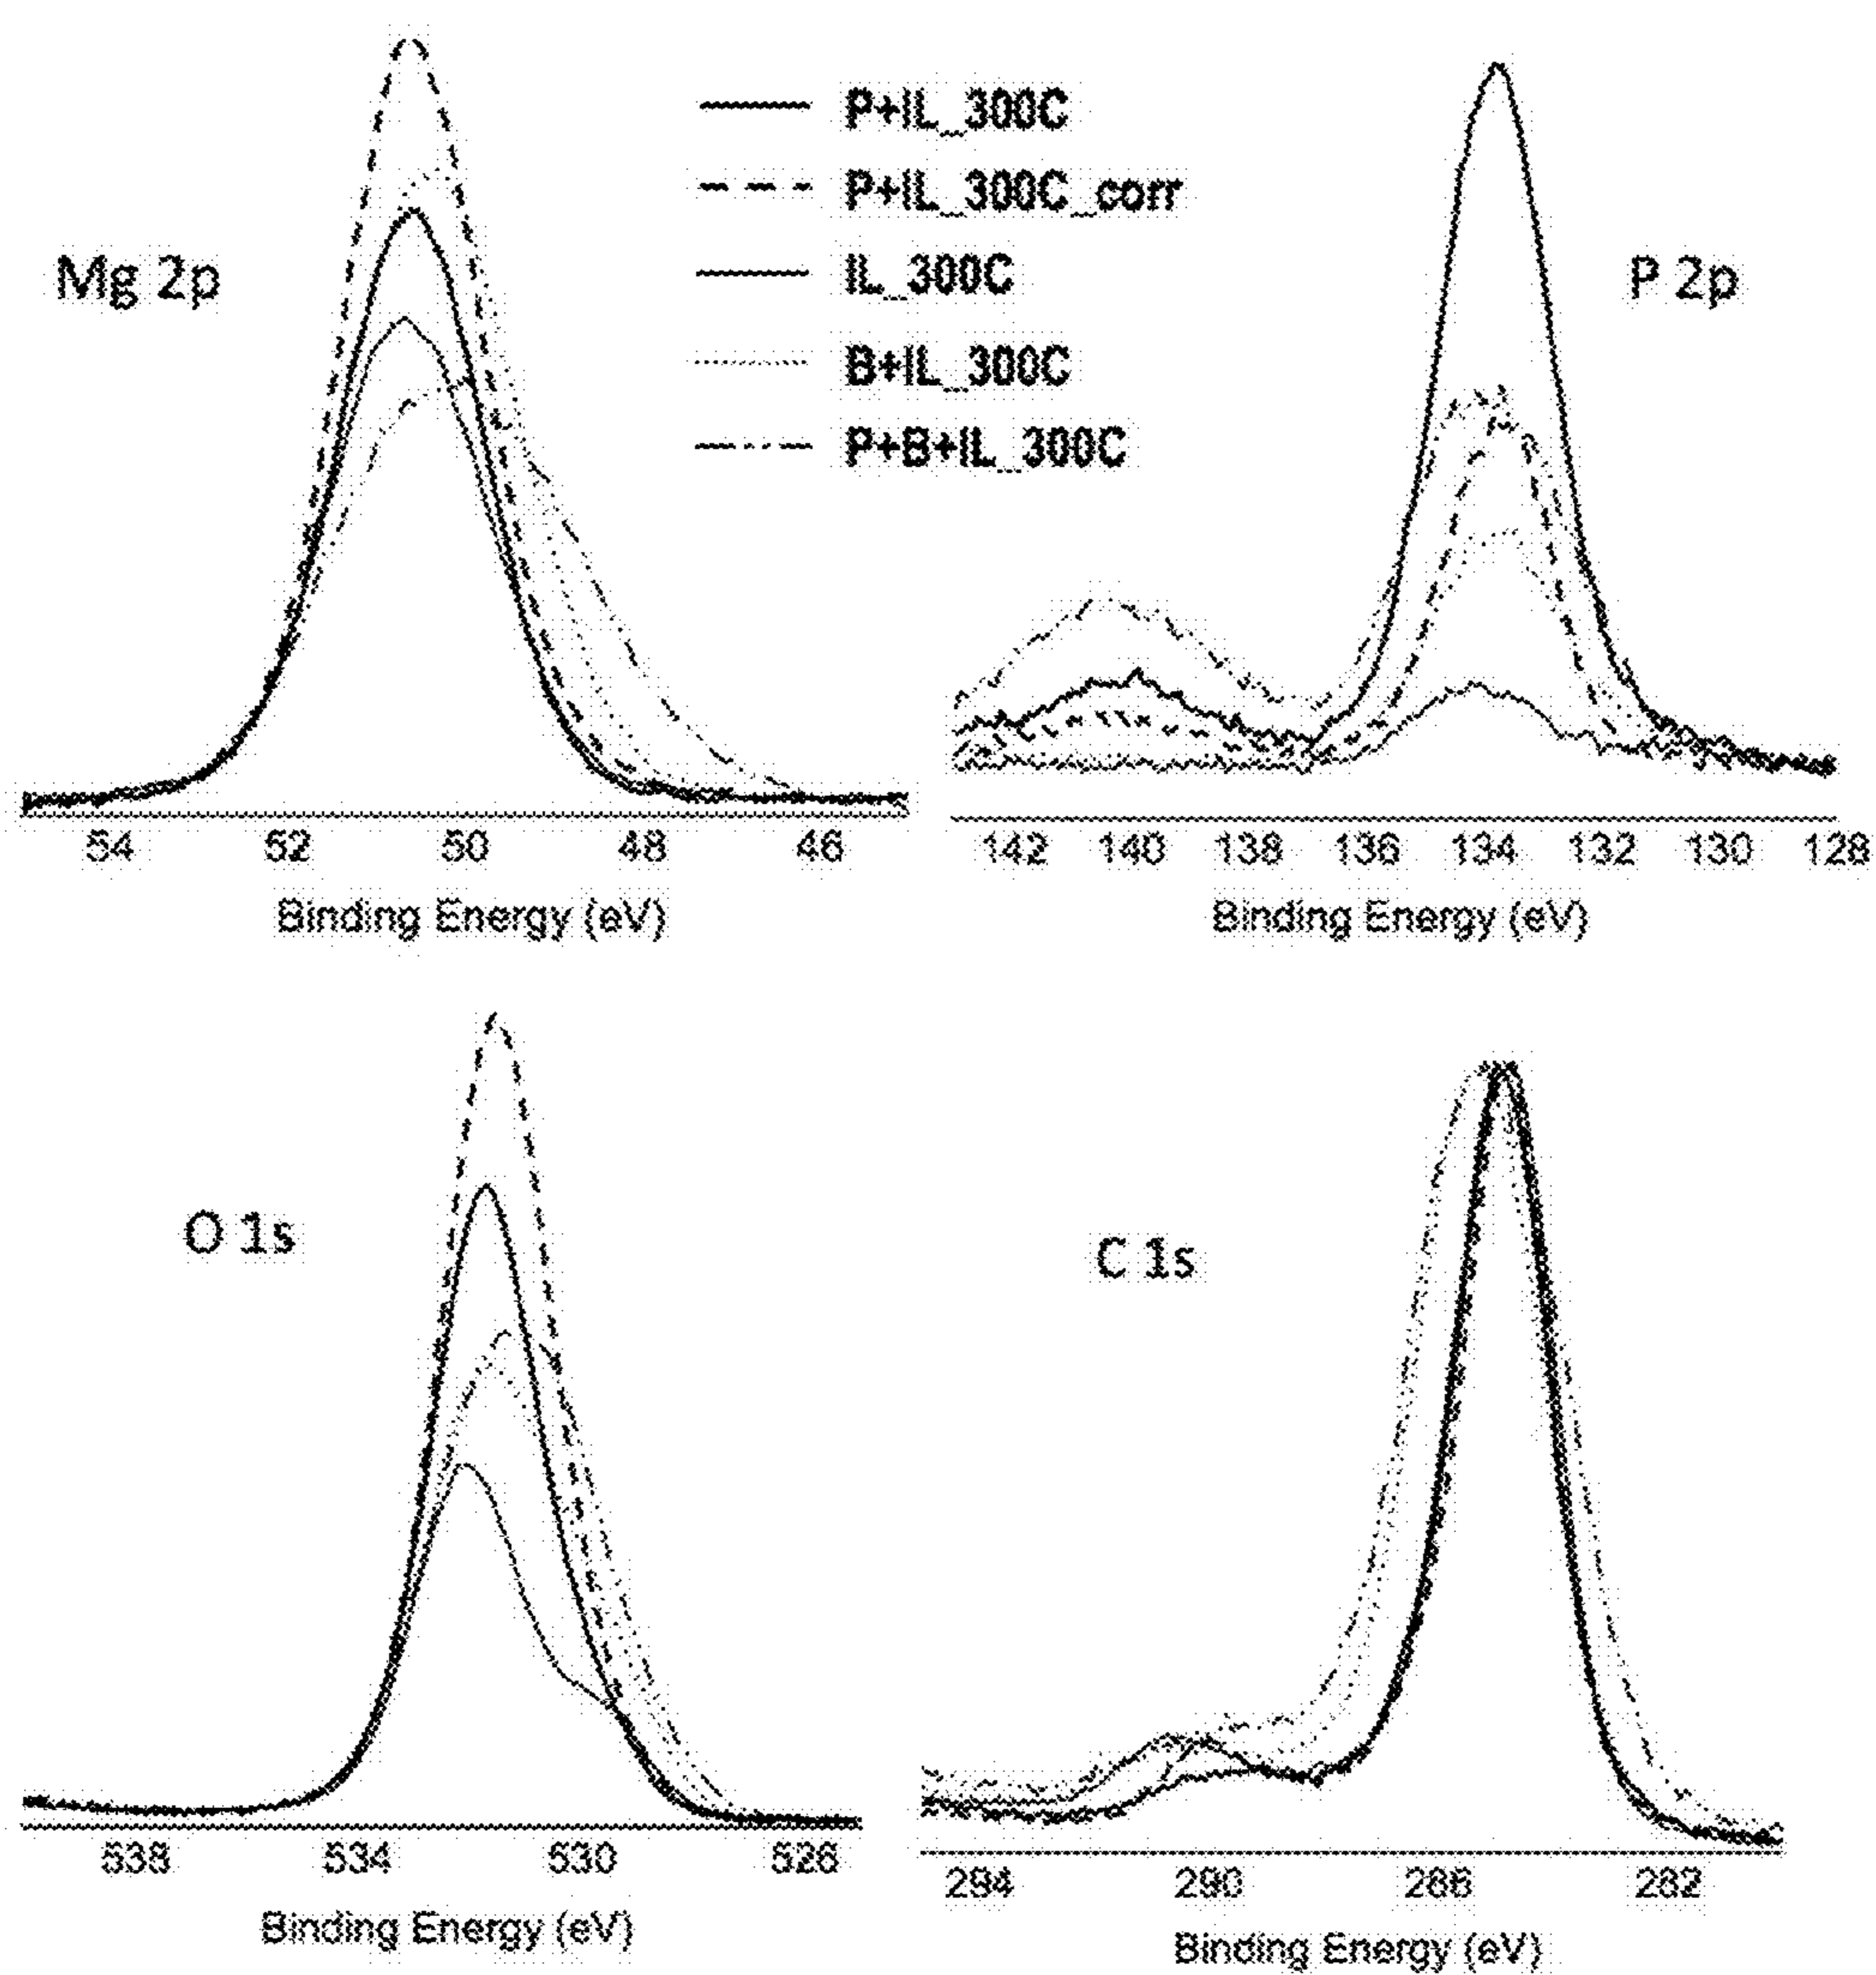 Mg 2p
P+IL_300C
P+IL_300C_corr
IL_300C
B+IL_300C
P+B+IL_300C
54 52 50 48 46
Binding Energy (eV)
P 2p
142 140 138 136 134 132 130 128
Binding Energy (eV)
O 1s
538 534 530 526
Binding Energy (eV)
C 1s
294 290 286 282
Binding Energy (eV)